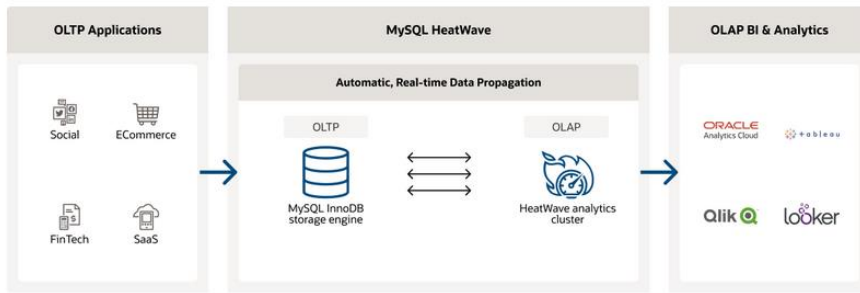 OLTP Applications
MySQL HeatWave
OLAP BI & Analytics
Social
ECommerce
FinTech
SaaS
Automatic, Real-time Data Propagation
OLTP
OLAP
MySQL InnoDB
storage engine
HeatWave analytics
cluster
ORACLE
Analytics Cloud
+ableau
Qlik
looker